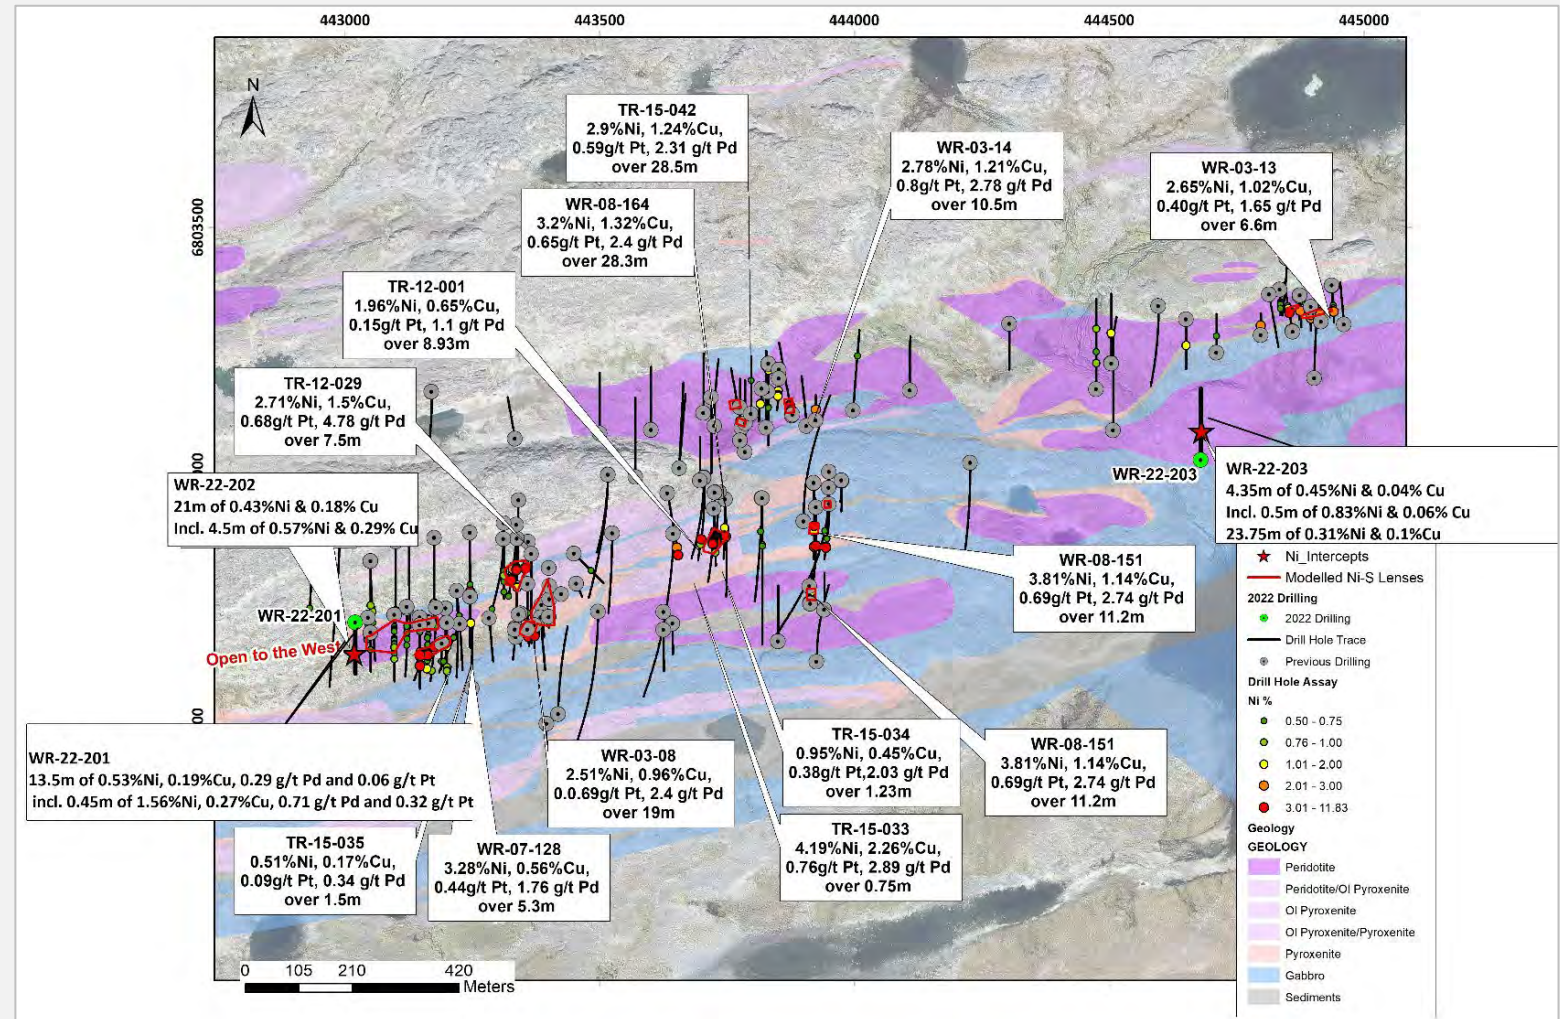 443000
443500
444000
444500
445000
N
6803500
TR-15-042
2.9%Ni, 1.24%Cu,
0.59g/t Pt, 2.31 g/t Pd
over 28.5m
WR-03-14
2.78%Ni, 1.21%Cu,
0.8g/t Pt, 2.78 g/t Pd
over 10.5m
WR-03-13
2.65%Ni, 1.02%Cu,
0.40g/t Pt, 1.65 g/t Pd
over 6.6m
WR-08-164
3.2%Ni, 1.32%Cu,
0.65g/t Pt, 2.4 g/t Pd
over 28.3m
TR-12-001
1.96%Ni, 0.65%Cu,
0.15g/t Pt, 1.1 g/t Pd
over 8.93m
TR-12-029
2.71%Ni, 1.5%Cu,
0.68g/t Pt, 4.78 g/t Pd
over 7.5m
00
WR-22-202
21m of 0.43%Ni & 0.18% Cu
Incl. 4.5m of 0.57%Ni & 0.29% Cu
WR-22-203
WR-22-203
4.35m of 0.45%Ni & 0.04% Cu
Incl. 0.5m of 0.83%Ni & 0.06% Cu
23.75m of 0.31%Ni & 0.1%Cu
WR-22-201
Open to the West
WR-08-151
3.81%Ni, 1.14%Cu,
0.69g/t Pt, 2.74 g/t Pd
over 11.2m
00
WR-22-201
13.5m of 0.53%Ni, 0.19%Cu, 0.29 g/t Pd and 0.06 g/t Pt
incl. 0.45m of 1.56%Ni, 0.27%Cu, 0.71 g/t Pd and 0.32 g/t Pt
WR-03-08
2.51%Ni, 0.96%Cu,
0.0.69g/t Pt, 2.4 g/t Pd
over 19m
TR-15-034
0.95%Ni, 0.45%Cu,
0.38g/t Pt,2.03 g/t Pd
over 1.23m
WR-08-151
3.81%Ni, 1.14%Cu,
0.69g/t Pt, 2.74 g/t Pd
over 11.2m
TR-15-035
0.51%Ni, 0.17%Cu,
0.09g/t Pt, 0.34 g/t Pd
over 1.5m
WR-07-128
3.28%Ni, 0.56%Cu,
0.44g/t Pt, 1.76 g/t Pd
over 5.3m
TR-15-033
4.19%Ni, 2.26%Cu,
0.76g/t Pt, 2.89 g/t Pd
over 0.75m
0 105 210 420
Meters
Ni_Intercepts
Modelled Ni-S Lenses
2022 Drilling
2022 Drilling
Drill Hole Trace
Previous Drilling
Drill Hole Assay
Ni %
0.50 - 0.75
0.76 - 1.00
1.01 - 2.00
2.01 - 3.00
3.01 - 11.83
Geology
GEOLOGY
Peridotite
Peridotite/Ol Pyroxenite
Ol Pyroxenite
Ol Pyroxenite/Pyroxenite
Pyroxenite
Gabbro
Sediments